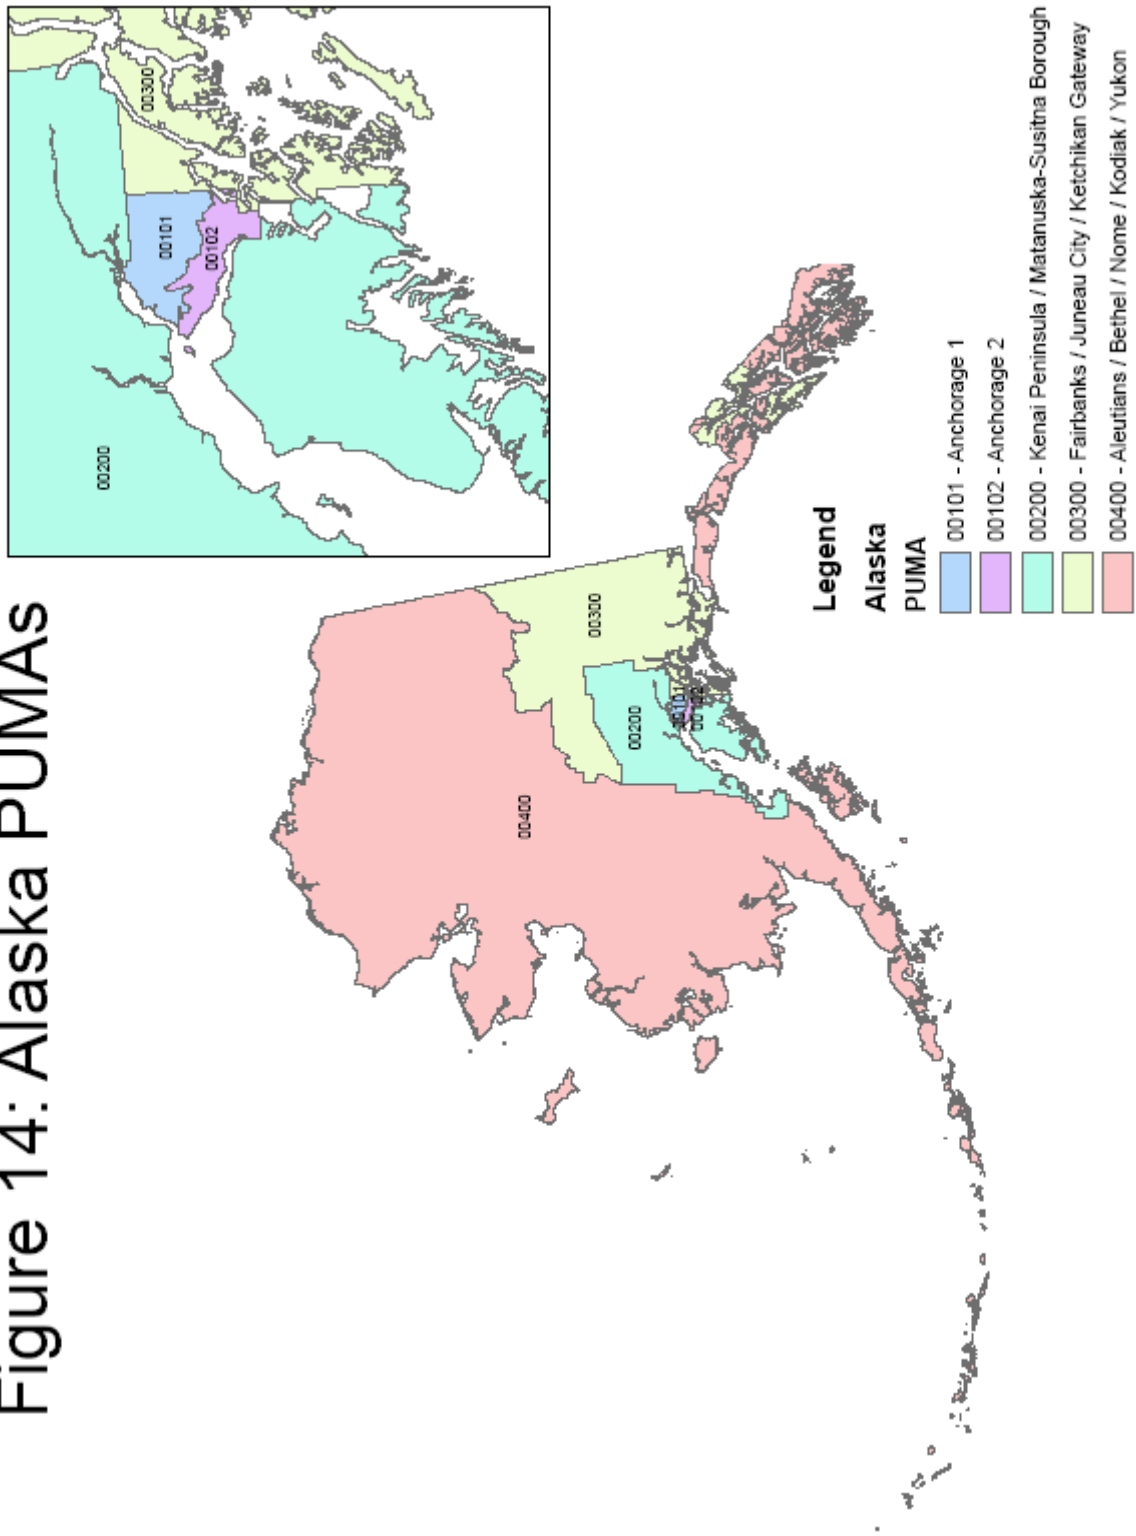 Figure 14: Alaska PUMAs
00300
00101
00102
00200
00300
00200
00101
00102
00400
Legend
Alaska
PUMA
00101 - Anchorage 1
00102 - Anchorage 2
00200 - Kenai Peninsula / Matanuska-Susitna Borough
00300 - Fairbanks / Juneau City / Ketchikan Gateway
00400 - Aleutians / Bethel / Nome / Kodiak / Yukon